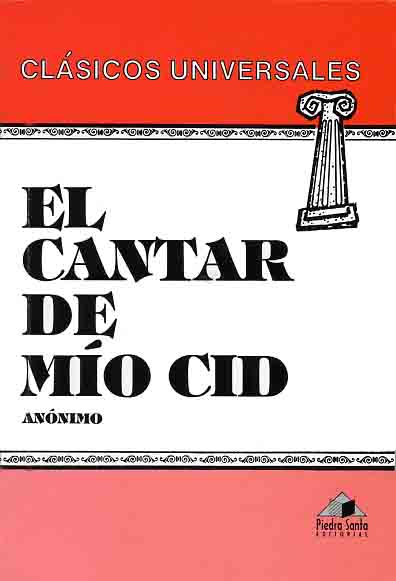 CLÁSICOS UNIVERSALES
EL
CANTAR
DE
MÍO CID
ANÓNIMO
Piedra Santa
EDITORIAL